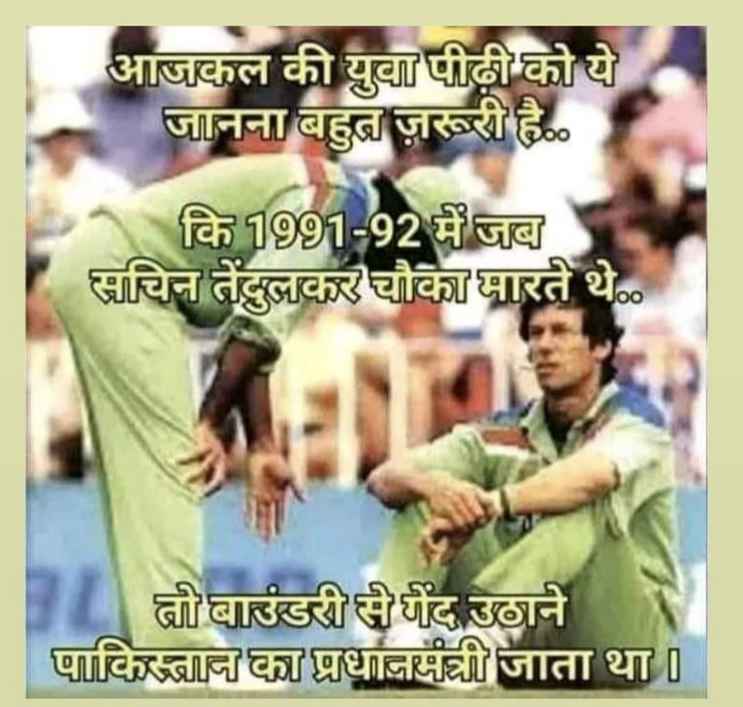 आजकल की युवा पीढ़ी को ये
जानना बहुत ज़रूरी है..
कि 1991-92 में जब
सचिन तेंदुलकर चौका मारते थे..
तो बाउंडरी से गेंद उठाने
पाकिस्तान का प्रधानमंत्री जाता था।